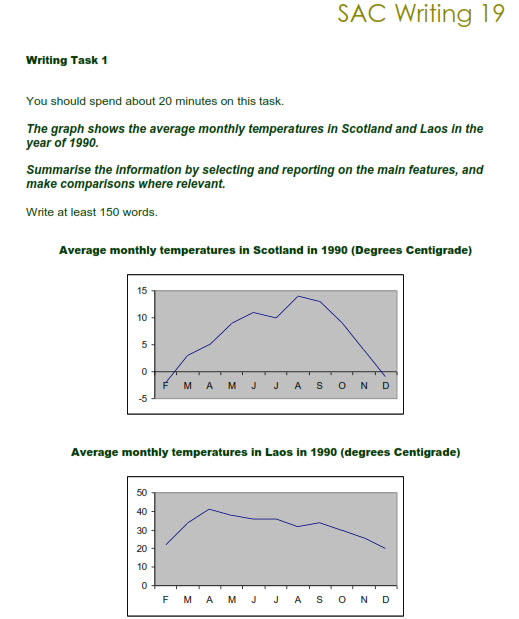 SAC Writing 19
Writing Task 1
You should spend about 20 minutes on this task.
The graph shows the average monthly temperatures in Scotland and Laos in the
year of 1990.
Summarise the information by selecting and reporting on the main features, and
make comparisons where relevant.
Write at least 150 words.
Average monthly temperatures in Scotland in 1990 (Degrees Centigrade)
15
10
5
0
F M A M J J A S O N D
-5
Average monthly temperatures in Laos in 1990 (degrees Centigrade)
50
40
30
20
10
0
F M A M J J A S O N D